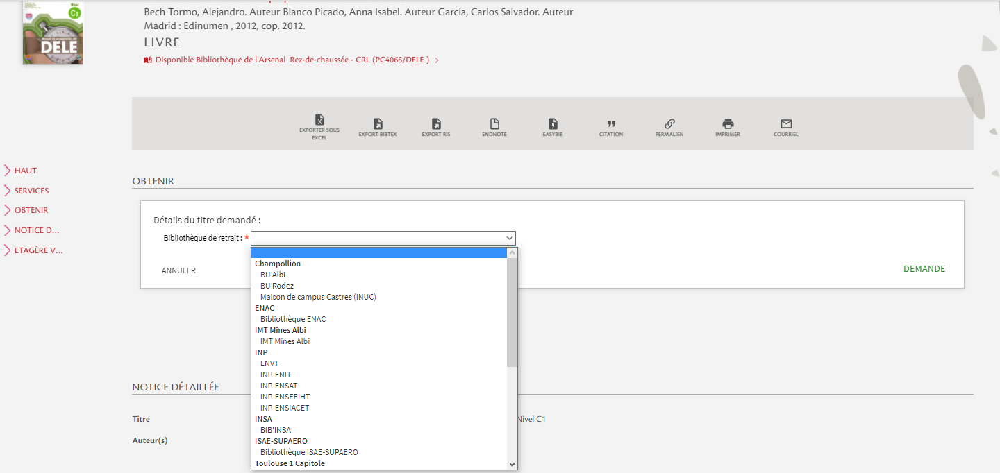 Nivel
C1
DELE
Bech Tormo, Alejandro. Auteur Blanco Picado, Anna Isabel. Auteur García, Carlos Salvador. Auteur
Madrid : Edinumen , 2012, cop. 2012.
LIVRE
Disponible Bibliothèque de l'Arsenal Rez-de-chaussée - CRL (PC4065/DELE )
EXPORTER SOUS EXCEL
EXPORT BIBTEX
EXPORT RIS
ENDNOTE
EASYBIB
CITATION
PERMALIEN
IMPRIMER
COURRIEL
HAUT
SERVICES
OBTENIR
NOTICE D...
ETAGÈRE V...
OBTENIR
Détails du titre demandé :
Bibliothèque de retrait : *
Champollion
BU Albi
BU Rodez
Maison de campus Castres (INUC)
ENAC
Bibliothèque ENAC
IMT Mines Albi
IMT Mines Albi
INP
ENVT
INP-ENIT
INP-ENSAT
INP-ENSEEIHT
INP-ENSIACET
INSA
BIB'INSA
ISAE-SUPAERO
Bibliothèque ISAE-SUPAERO
Toulouse 1 Capitole
ANNULER
DEMANDE
NOTICE DÉTAILLÉE
Titre
Nivel C1
Auteur(s)